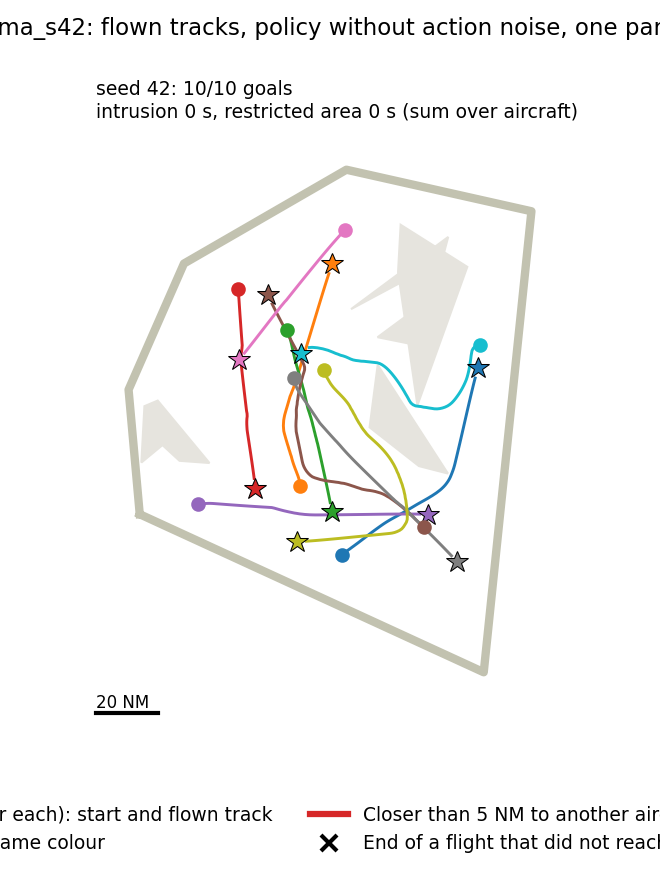 ma_s42: flown tracks, policy without action noise, one
seed 42: 10/10 goals
intrusion 0 s, restricted area 0 s (sum over aircraft)
20 NM
each): start and flown track
Closer than 5 NM to another
ame colour
End of a flight that did not reach